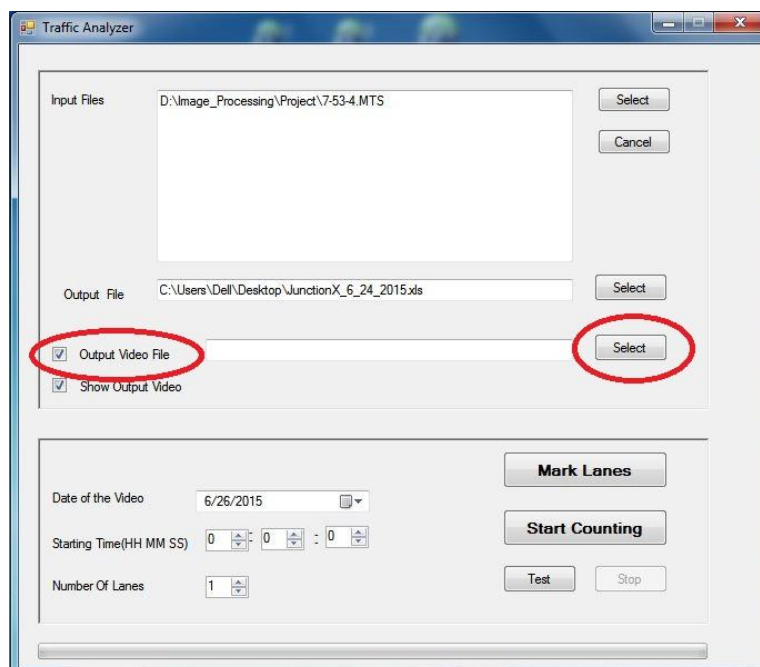 Traffic Analyzer
Input Files
D:\Image_Processing\Project\7-53-4.MTS
Select
Cancel
Output File
C:\Users\Dell\Desktop\JunctionX_6_24_2015.xls
Select
Output Video File
Select
Show Output Video
Mark Lanes
Date of the Video
6/26/2015
Start Counting
Starting Time(HH MM SS)
0 : 0 : 0
Number Of Lanes
1
Test
Stop